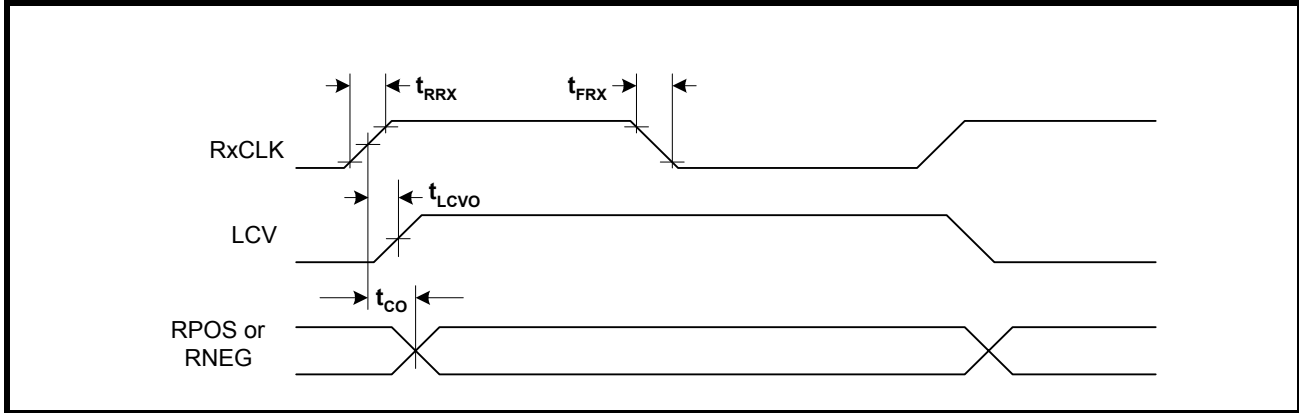 tRRX
tFRX
RxCLK
tLCVO
LCV
tCO
RPOS or
RNEG